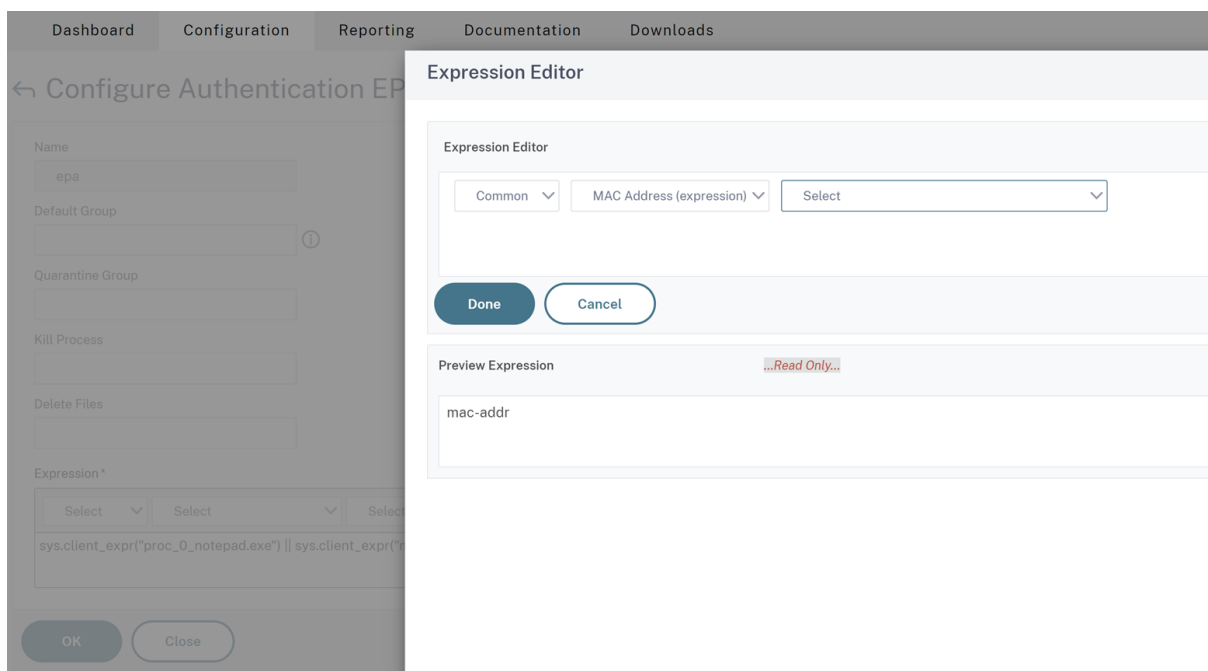 Dashboard Configuration Reporting Documentation Downloads
Configure Authentication EP
Name
epa
Default Group
Quarantine Group
Kill Process
Delete Files
Expression*
Select Select Select
sys.client_expr("proc_0_notepad.exe") || sys.client_expr("
OK Close
Expression Editor
Expression Editor
Common MAC Address (expression) Select
Done Cancel
Preview Expression ...Read Only...
mac-addr